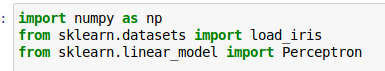 : import numpy as np
from sklearn.datasets import load_iris
from sklearn.linear_model import Perceptron